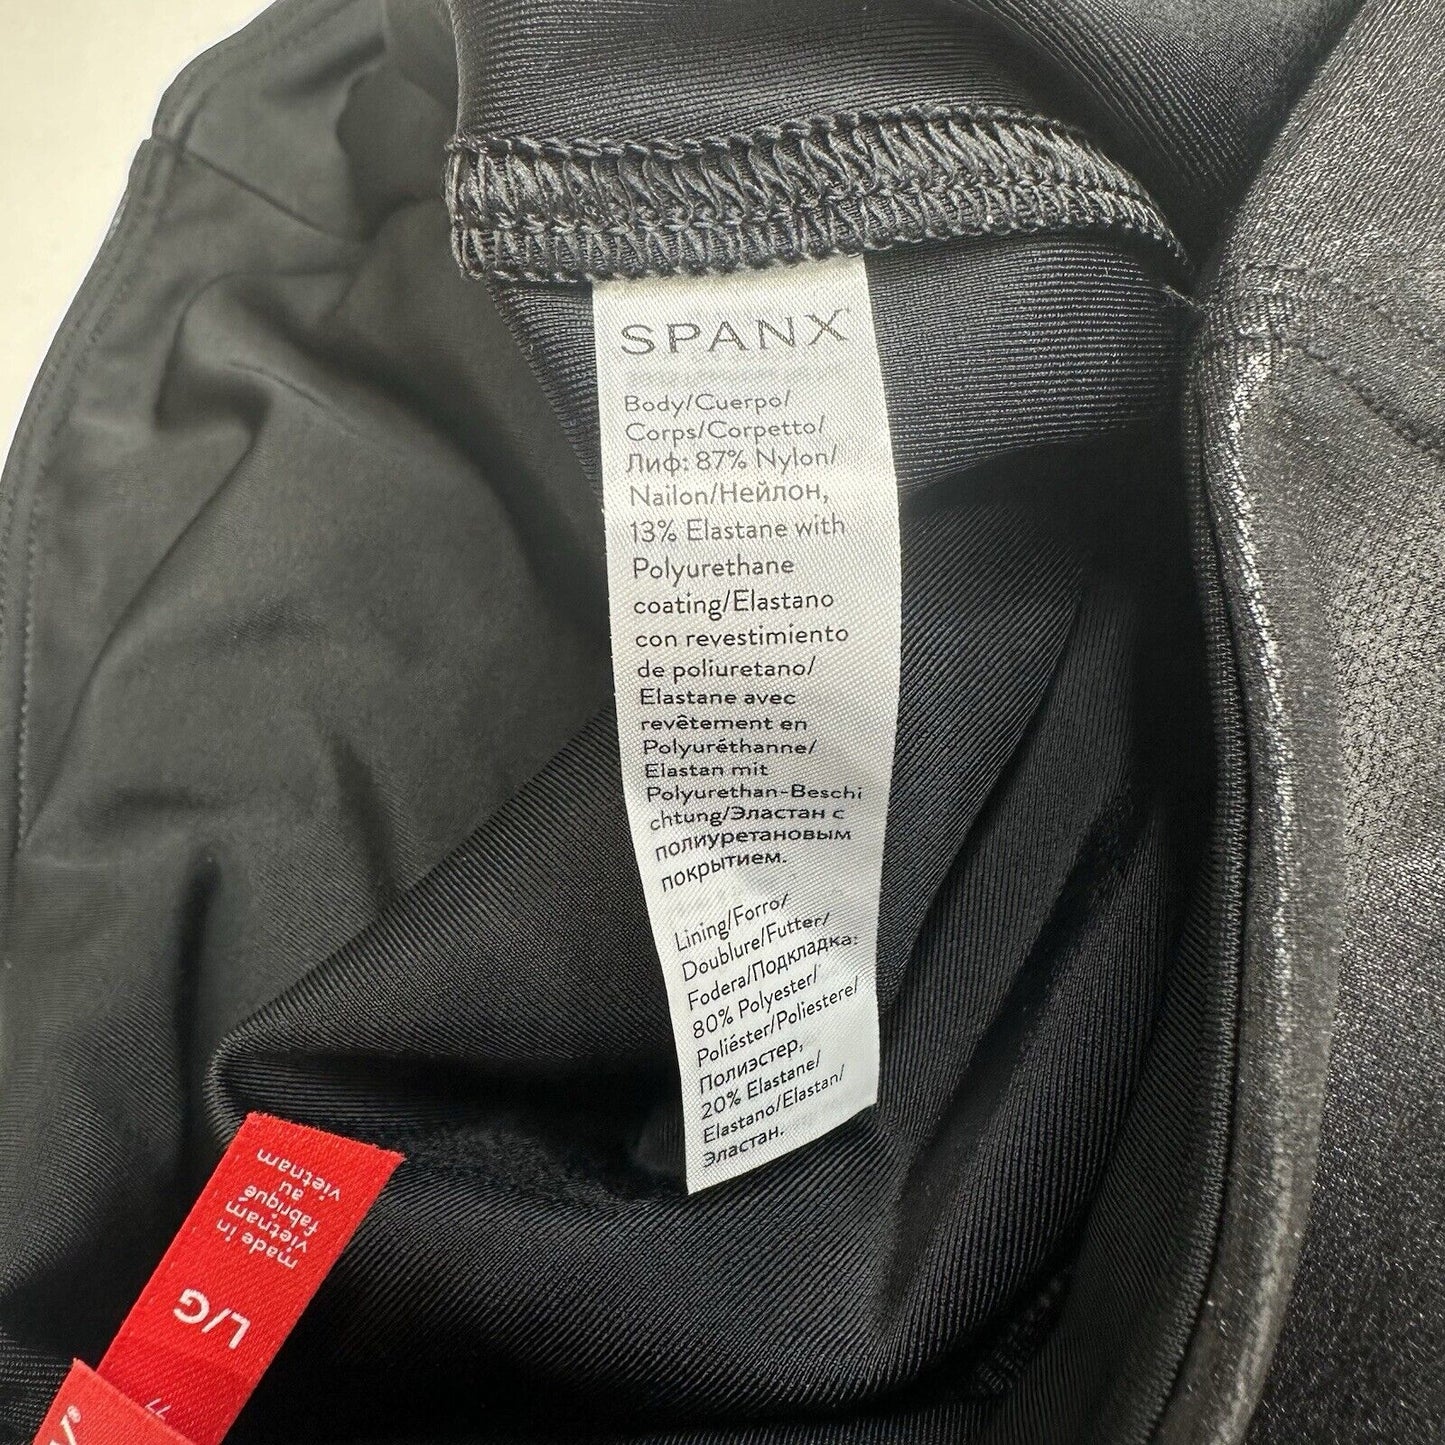 SPANX
Body/Cuerpo/
Corps/Corpetto/
Лиф: 87% Nylon/
Nailon/Нейлон,
13% Elastane with
Polyurethane
coating/Elastano
con revestimiento
de poliuretano/
Elastane avec
revêtement en
Polyuréthanne/
Elastan mit
Polyurethan-Beschi
chtung/Эластан с
полиуретановым
покрытием.
Lining/Forro/
Doublure/Futter/
Fodera/Подкладка:
80% Polyester/
Poliéster/Poliestere/
Полиэстер,
20% Elastane/
Elastano/Elastan/
Эластан.
made in
vietnam
fabriqué
au
vietnam
L/G